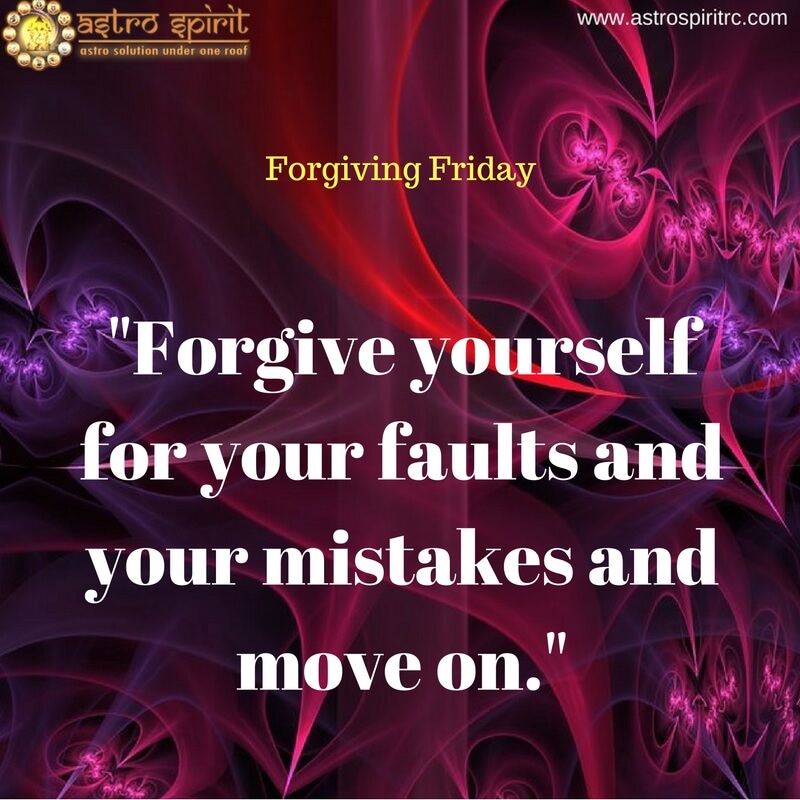 astro spirit
astro solution under one roof
www.astrospiritrc.com
Forgiving Friday
"Forgive yourself
for your faults and
your mistakes and
move on."